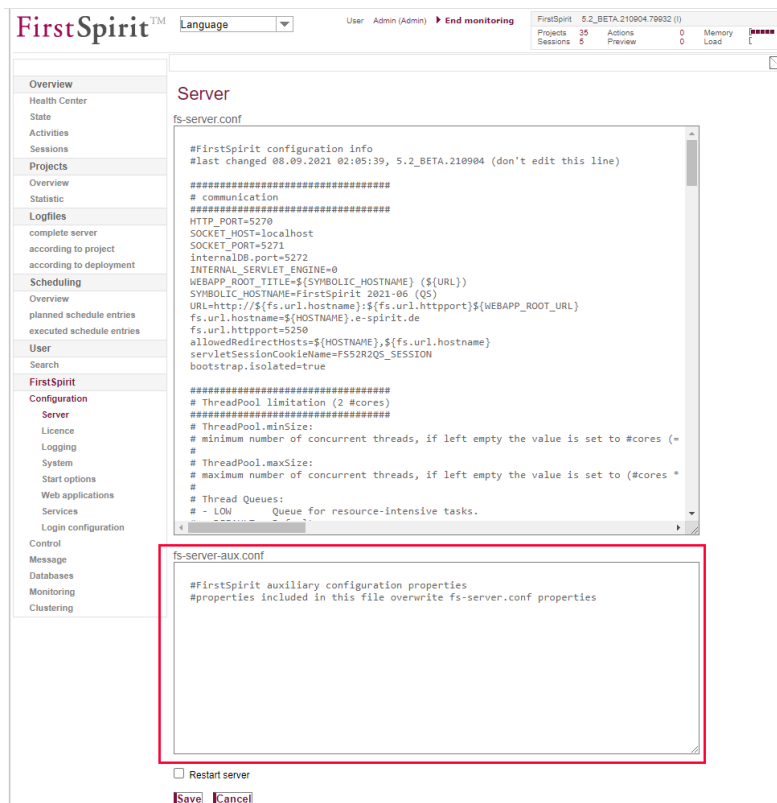 FirstSpirit™
Language
User Admin (Admin) End monitoring
FirstSpirit 5.2_BETA.210904.79932 (I)
Projects 35 Actions 0 Memory
Sessions 5 Preview 0 Load
Overview
Health Center
State
Activities
Sessions
Projects
Overview
Statistic
Logfiles
complete server
according to project
according to deployment
Scheduling
Overview
planned schedule entries
executed schedule entries
User
Search
FirstSpirit
Configuration
Server
Licence
Logging
System
Start options
Web applications
Services
Login configuration
Control
Message
Databases
Monitoring
Clustering
Server
fs-server.conf
#FirstSpirit configuration info
#last changed 08.09.2021 02:05:39, 5.2_BETA.210904 (don't edit this line)
##################################
# communication
##################################
HTTP_PORT=5270
SOCKET_HOST=localhost
SOCKET_PORT=5271
internalDB.port=5272
INTERNAL_SERVLET_ENGINE=0
WEBAPP_ROOT_TITLE=${SYMBOLIC_HOSTNAME} (${URL})
SYMBOLIC_HOSTNAME=FirstSpirit 2021-06 (QS)
URL=http://${fs.url.hostname}:${fs.url.httpport}${WEBAPP_ROOT_URL}
fs.url.hostname=${HOSTNAME}.e-spirit.de
fs.url.httpport=5250
allowedRedirectHosts=${HOSTNAME},${fs.url.hostname}
servletSessionCookieName=FS52R2QS_SESSION
bootstrap.isolated=true
##################################
# ThreadPool limitation (2 #cores)
##################################
# ThreadPool.minSize:
# minimum number of concurrent threads, if left empty the value is set to #cores (=
#
# ThreadPool.maxSize:
# maximum number of concurrent threads, if left empty the value is set to (#cores *
#
# Thread Queues:
# - LOW Queue for resource-intensive tasks.
fs-server-aux.conf
#FirstSpirit auxiliary configuration properties
#properties included in this file overwrite fs-server.conf properties
Restart server
Save Cancel